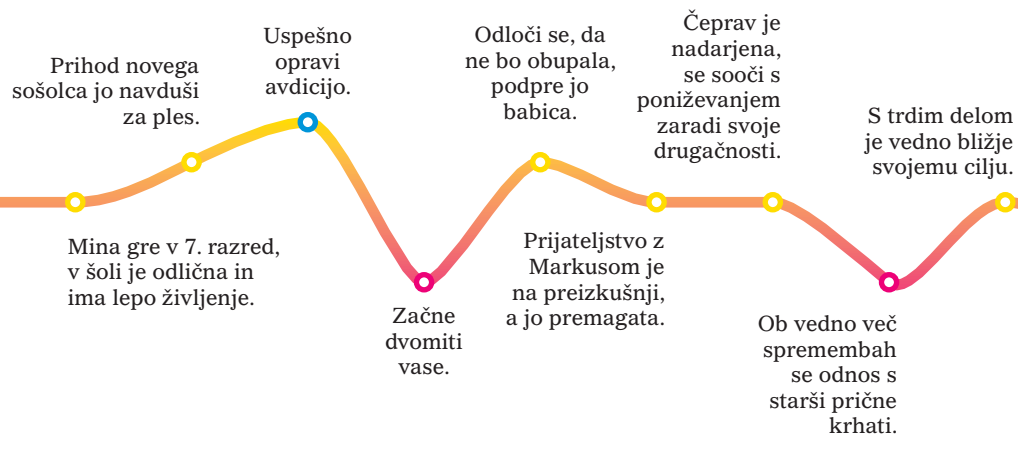 Mina gre v 7. razred,
v šoli je odlična in
ima lepo življenje.
Prihod novega
sošolca jo navduši
za ples.
Uspešno
opravi
avdicijo.
Začne
dvomiti
vase.
Odloči se, da
ne bo obupala,
podpre jo
babica.
Prijateljstvo z
Markusom je
na preizkušnji,
a jo premagata.
Čeprav je
nadarjena,
se sooči s
poniževanjem
zaradi svoje
drugačnosti.
Ob vedno več
spremembah
se odnos s
starši prične
krhati.
S trdim delom
je vedno bližje
svojemu cilju.